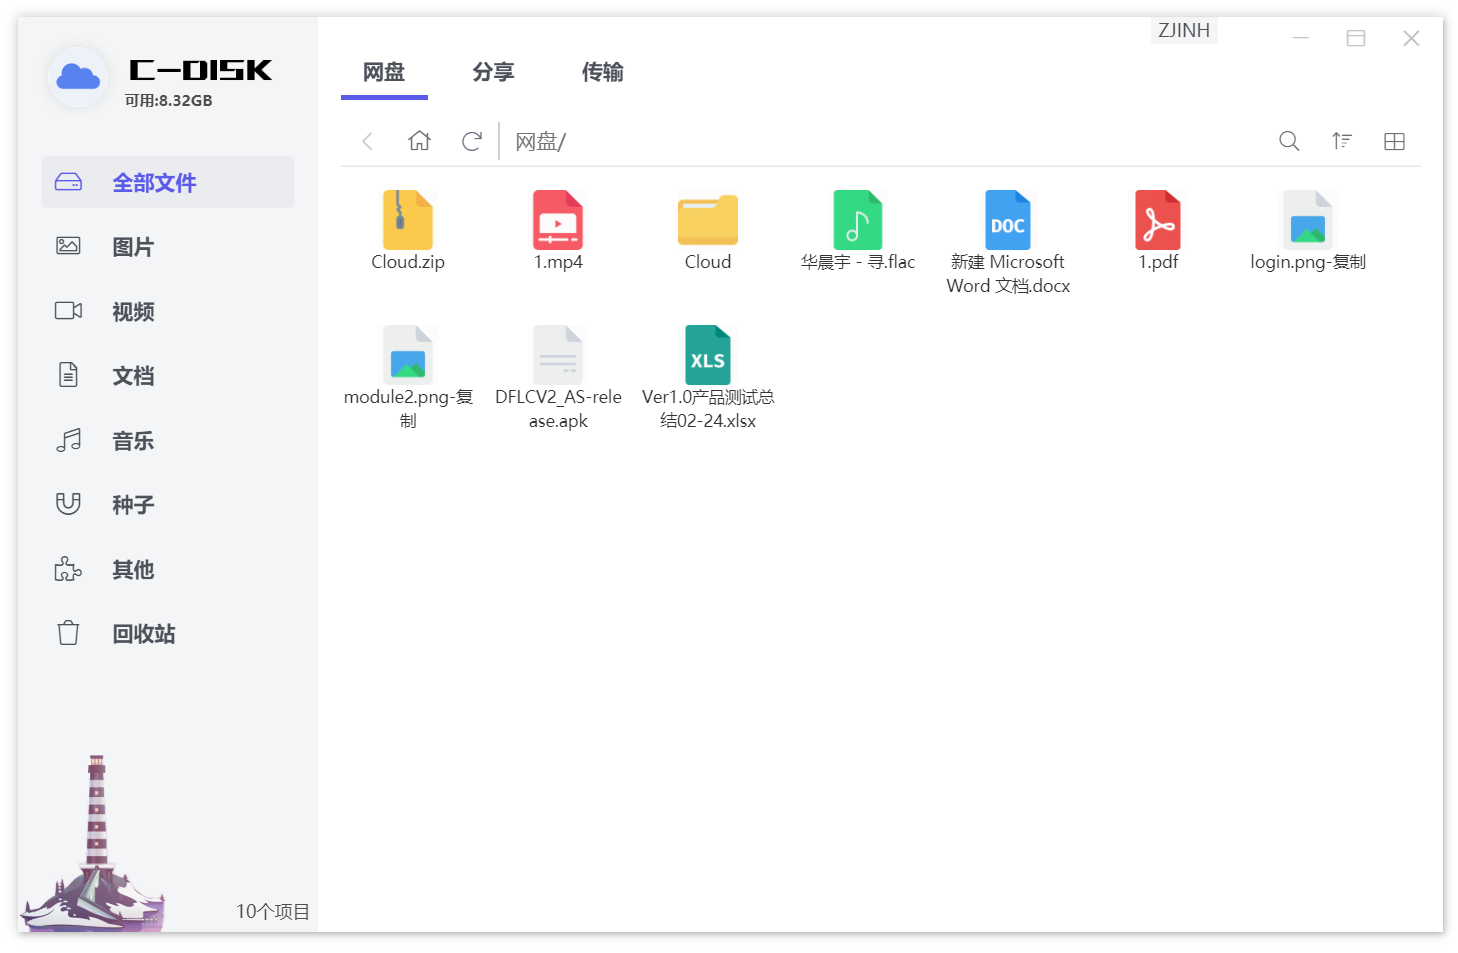 C-DISK
可用:8.32GB
ZJINH
网盘
分享
传输
网盘/
全部文件
图片
视频
文档
音乐
种子
其他
回收站
10个项目
Cloud.zip
1.mp4
Cloud
华晨宇 - 寻.flac
DOC
新建 Microsoft
Word 文档.docx
1.pdf
login.png-复制
module2.png-复
制
DFLCV2_AS-rele
ase.apk
XLS
Ver1.0产品测试总
结02-24.xlsx